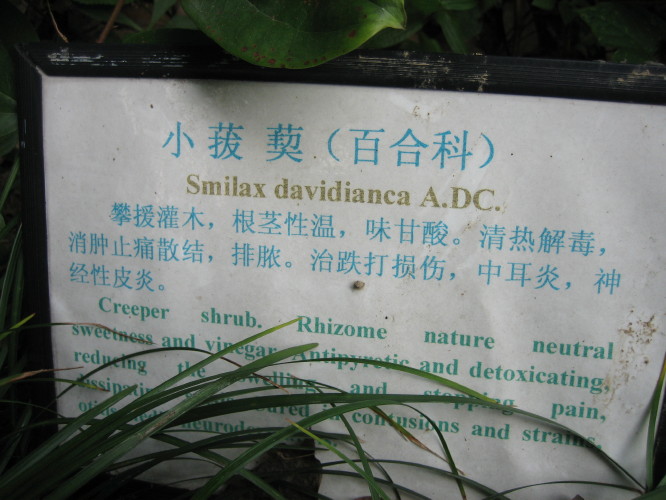 小菝 葜（百合科）
Smilax davidianca A.DC.
攀援灌木，根茎性温，味甘酸。清热解毒，
消肿止痛散结，排脓。治跌打损伤，中耳炎，神
经性皮炎。
Creeper shrub. Rhizome nature neutral
sweetness and vinegar. Antipyretic and detoxicating,
reducing the swelling and stopping pain,
dissipating contusions and strains,